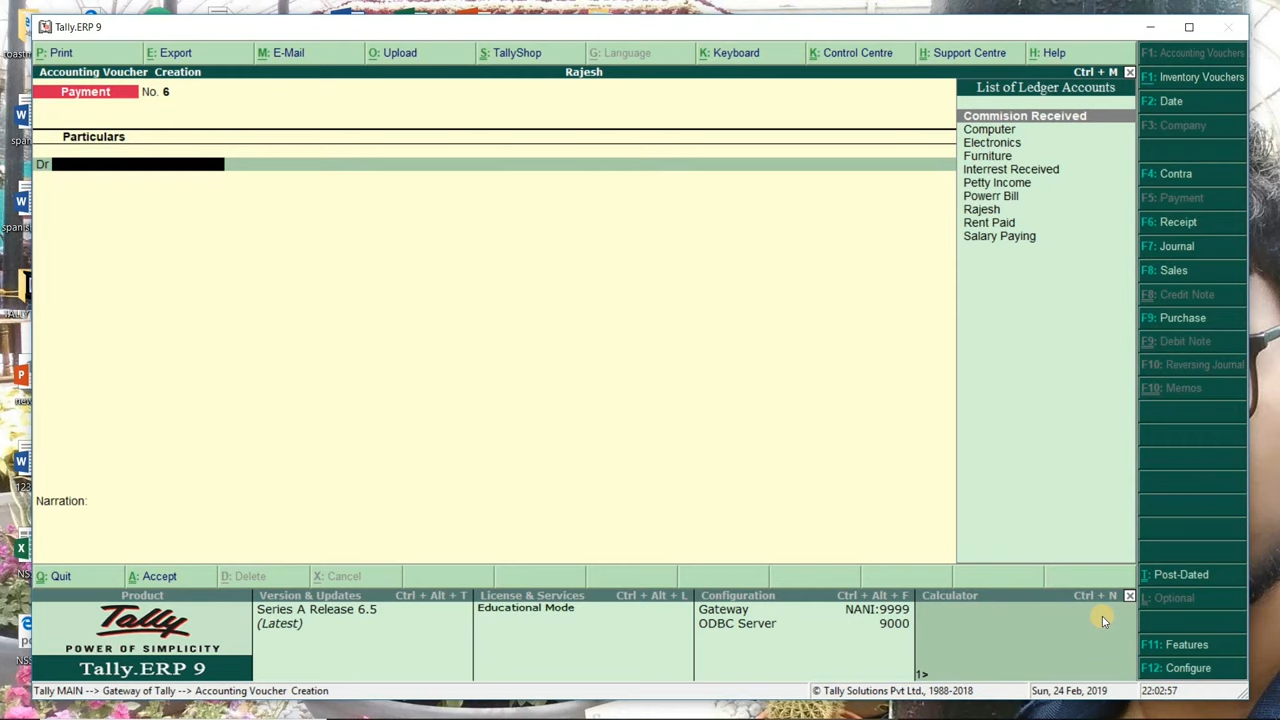 Tally.ERP 9
P: Print E: Export M: E-Mail O: Upload S: TallyShop G: Language K: Keyboard K: Control Centre H: Support Centre H: Help
Accounting Voucher Creation Rajesh Ctrl + M
Payment No. 6
Particulars
Dr
Narration:
List of Ledger Accounts
Commision Received
Computer
Electronics
Furniture
Interrest Received
Petty Income
Powerr Bill
Rajesh
Rent Paid
Salary Paying
F1: Accounting Vouchers
F1: Inventory Vouchers
F2: Date
F3: Company
F4: Contra
F5: Payment
F6: Receipt
F7: Journal
F8: Sales
F8: Credit Note
F9: Purchase
F9: Debit Note
F10: Reversing Journal
F10: Memos
T: Post-Dated
L: Optional
F11: Features
F12: Configure
Q: Quit A: Accept D: Delete X: Cancel
Product
Tally
POWER OF SIMPLICITY
Tally.ERP 9
Version & Updates Ctrl + Alt + T
Series A Release 6.5
(Latest)
License & Services Ctrl + Alt + L
Educational Mode
Configuration Ctrl + Alt + F
Gateway NANI:9999
ODBC Server 9000
Calculator Ctrl + N
1>
Tally MAIN --> Gateway of Tally --> Accounting Voucher Creation
© Tally Solutions Pvt Ltd., 1988-2018 Sun, 24 Feb, 2019 22:02:57